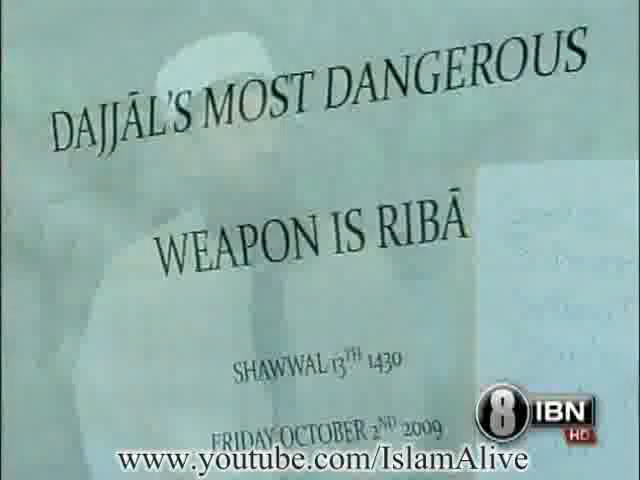 DAJJĀL'S MOST DANGEROUS
WEAPON IS RIBĀ
SHAWWAL 13TH 1430
FRIDAY OCTOBER 2ND 2009
8 IBN
HD
www.youtube.com/IslamAlive